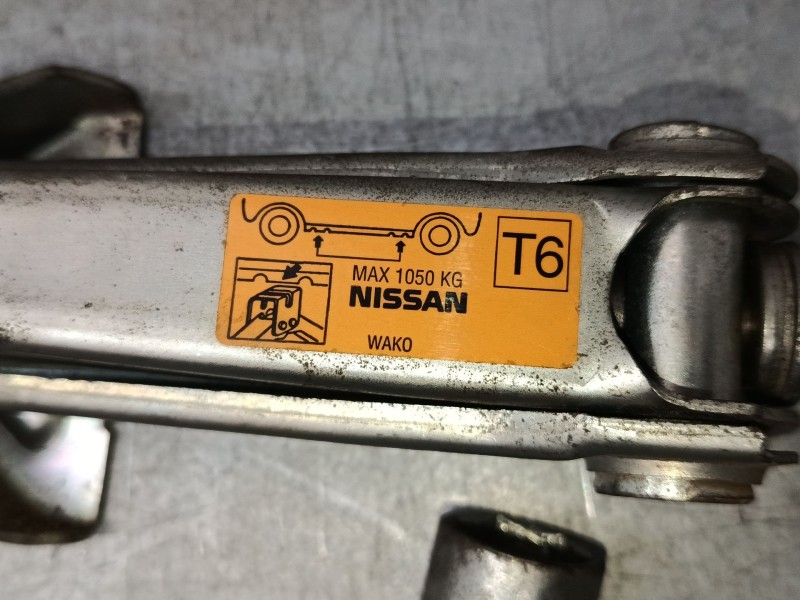 T6
MAX 1050 KG
NISSAN
WAKO